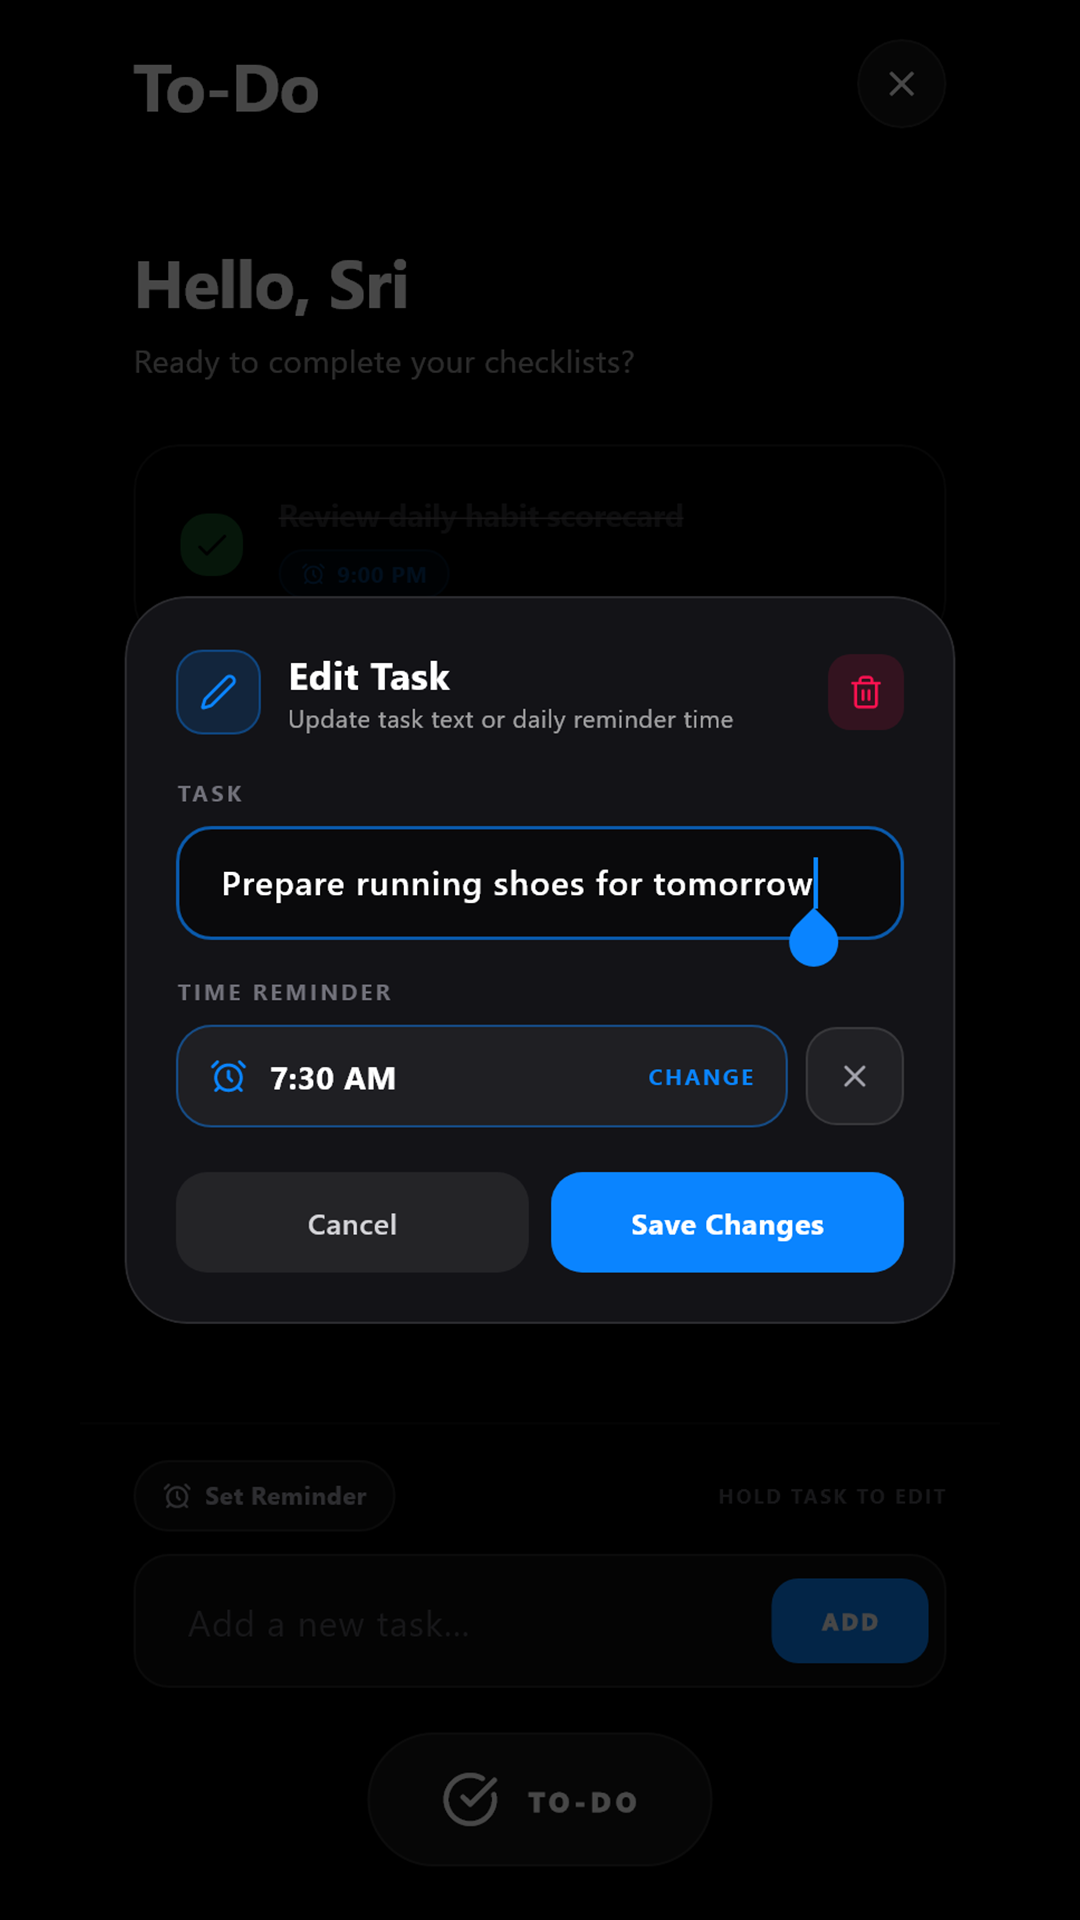 To-Do
Hello, Sri
Ready to complete your checklists?
Review daily habit scorecard
9:00 PM
Edit Task
Update task text or daily reminder time
TASK
Prepare running shoes for tomorrow
TIME REMINDER
7:30 AM CHANGE
Cancel Save Changes
Set Reminder HOLD TASK TO EDIT
Add a new task... ADD
TO-DO